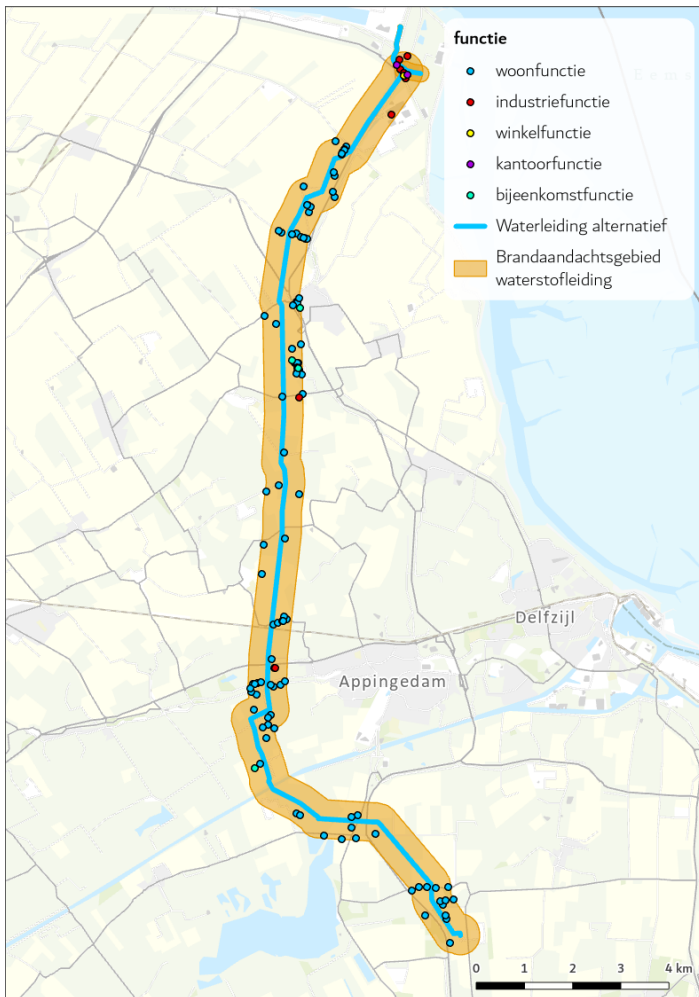 functie
woonfunctie
industriefunctie
winkelfunctie
kantoorfunctie
bijeenkomstfunctie
Waterleiding alternatief
Brandaandachtsgebied
waterstofleiding
Delfzijl
Appingedam
0 1 2 3 4 km